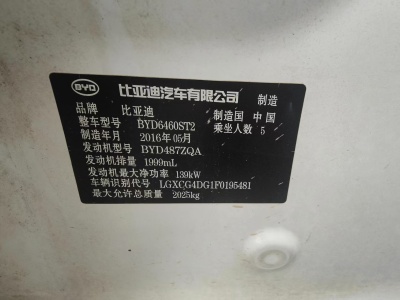 BYD 比亚迪汽车有限公司 制造
品牌 比亚迪 制造国 中国
整车型号 BYD6460ST2 乘坐人数 5
制造年月 2016年05月
发动机型号 BYD487ZQA
发动机排量 1999mL
发动机最大净功率 139kW
车辆识别代号 LGXCG4DG1F0195481
最大允许总质量 2025kg